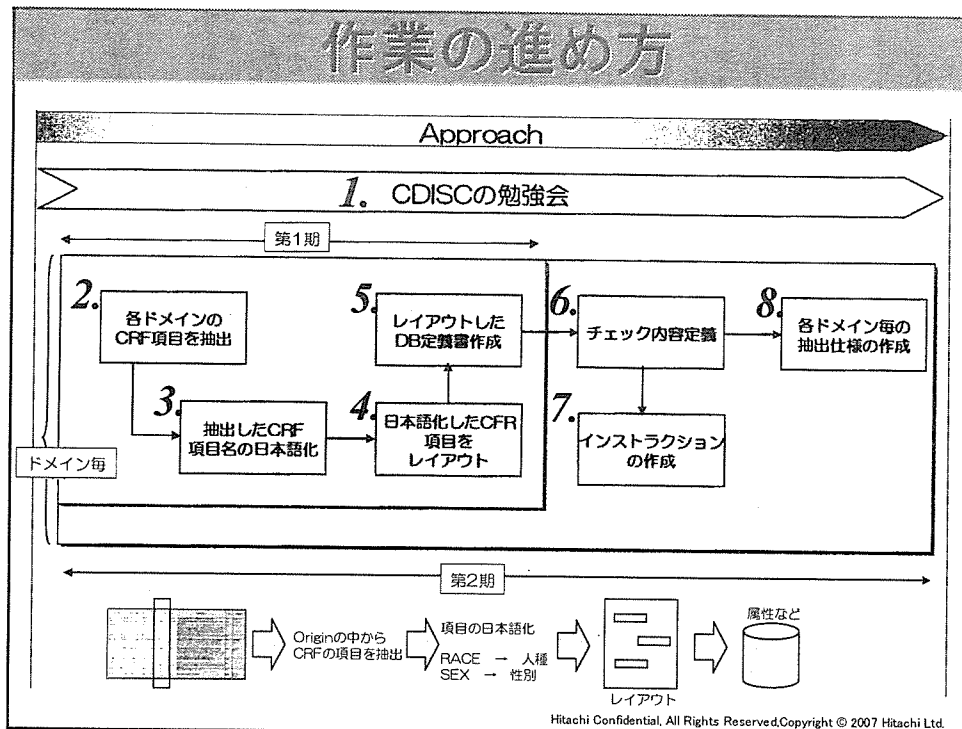 作業の進め方
Approach
1. CDISCの勉強会
第1期
2.
各ドメインの
CRF項目を抽出
3.
抽出したCRF
項目名の日本語化
4.
日本語化したCFR
項目を
レイアウト
5.
レイアウトした
DB定義書作成
6.
チェック内容定義
7.
インストラクション
の作成
8.
各ドメイン毎の
抽出仕様の作成
ドメイン毎
第2期
Originの中から
CRFの項目を抽出
項目の日本語化
RACE → 人種
SEX → 性別
レイアウト
属性など
Hitachi Confidential, All Rights Reserved,Copyright © 2007 Hitachi Ltd.